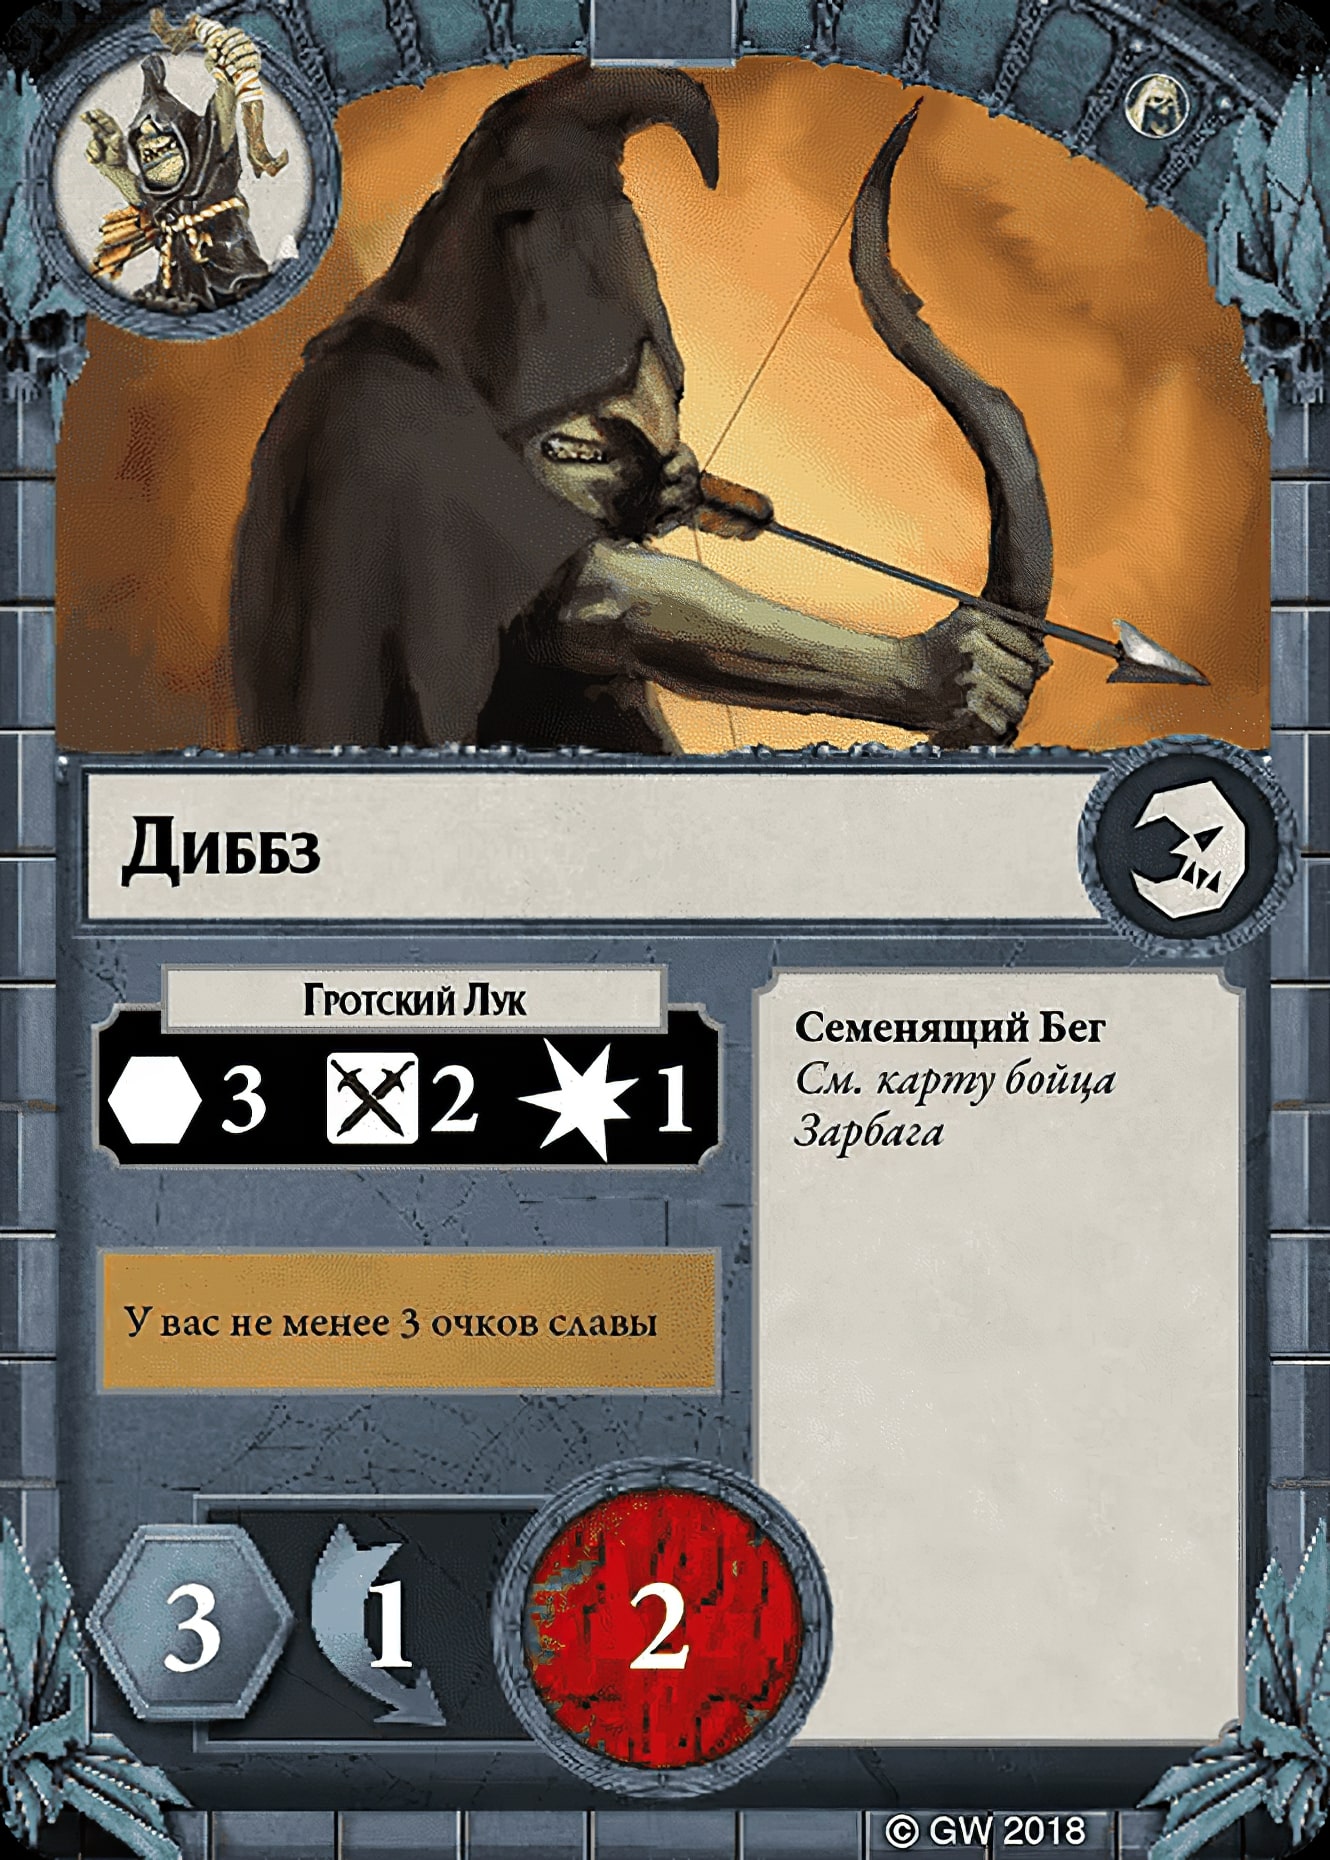 Диббз
Гротский Лук
3 2 1
Семенящий Бег
См. карту бойца
Зарбага
У вас не менее 3 очков славы
3 1 2
© GW 2018